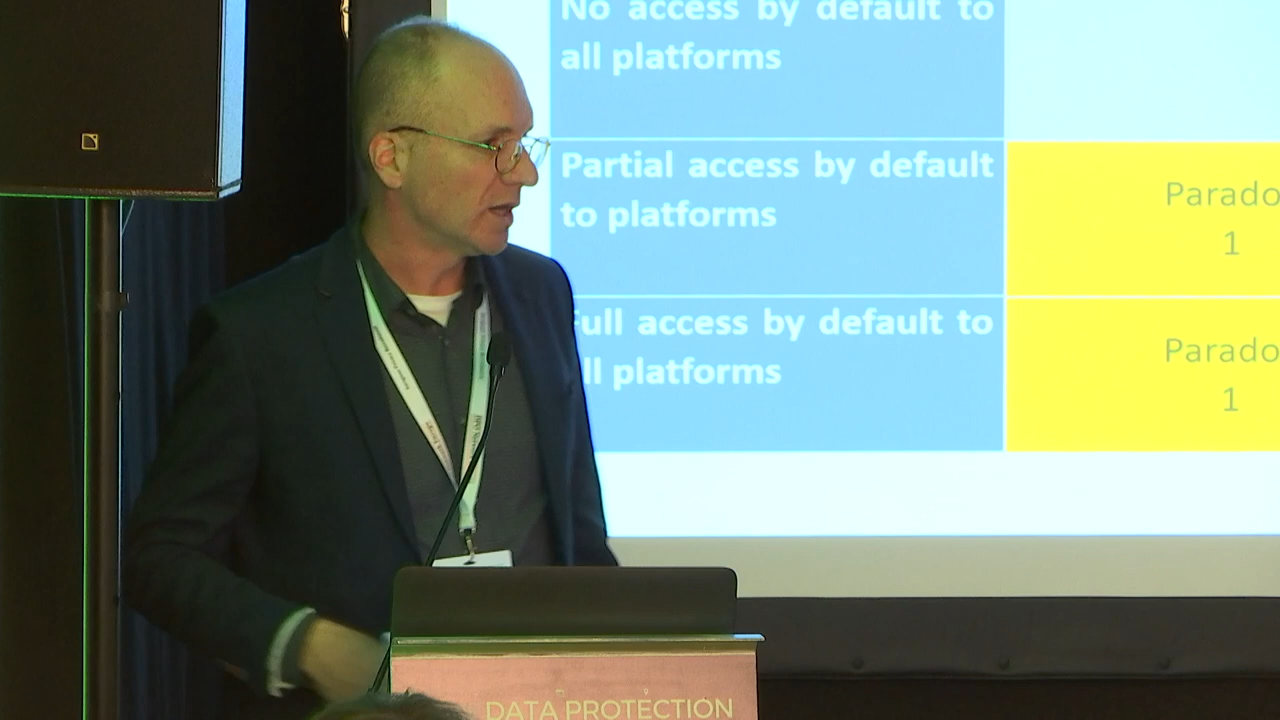 No access by default to
all platforms
Partial access by default
to platforms
Parado
1
ull access by default to
ll platforms
Parado
1
DATA PROTECTION